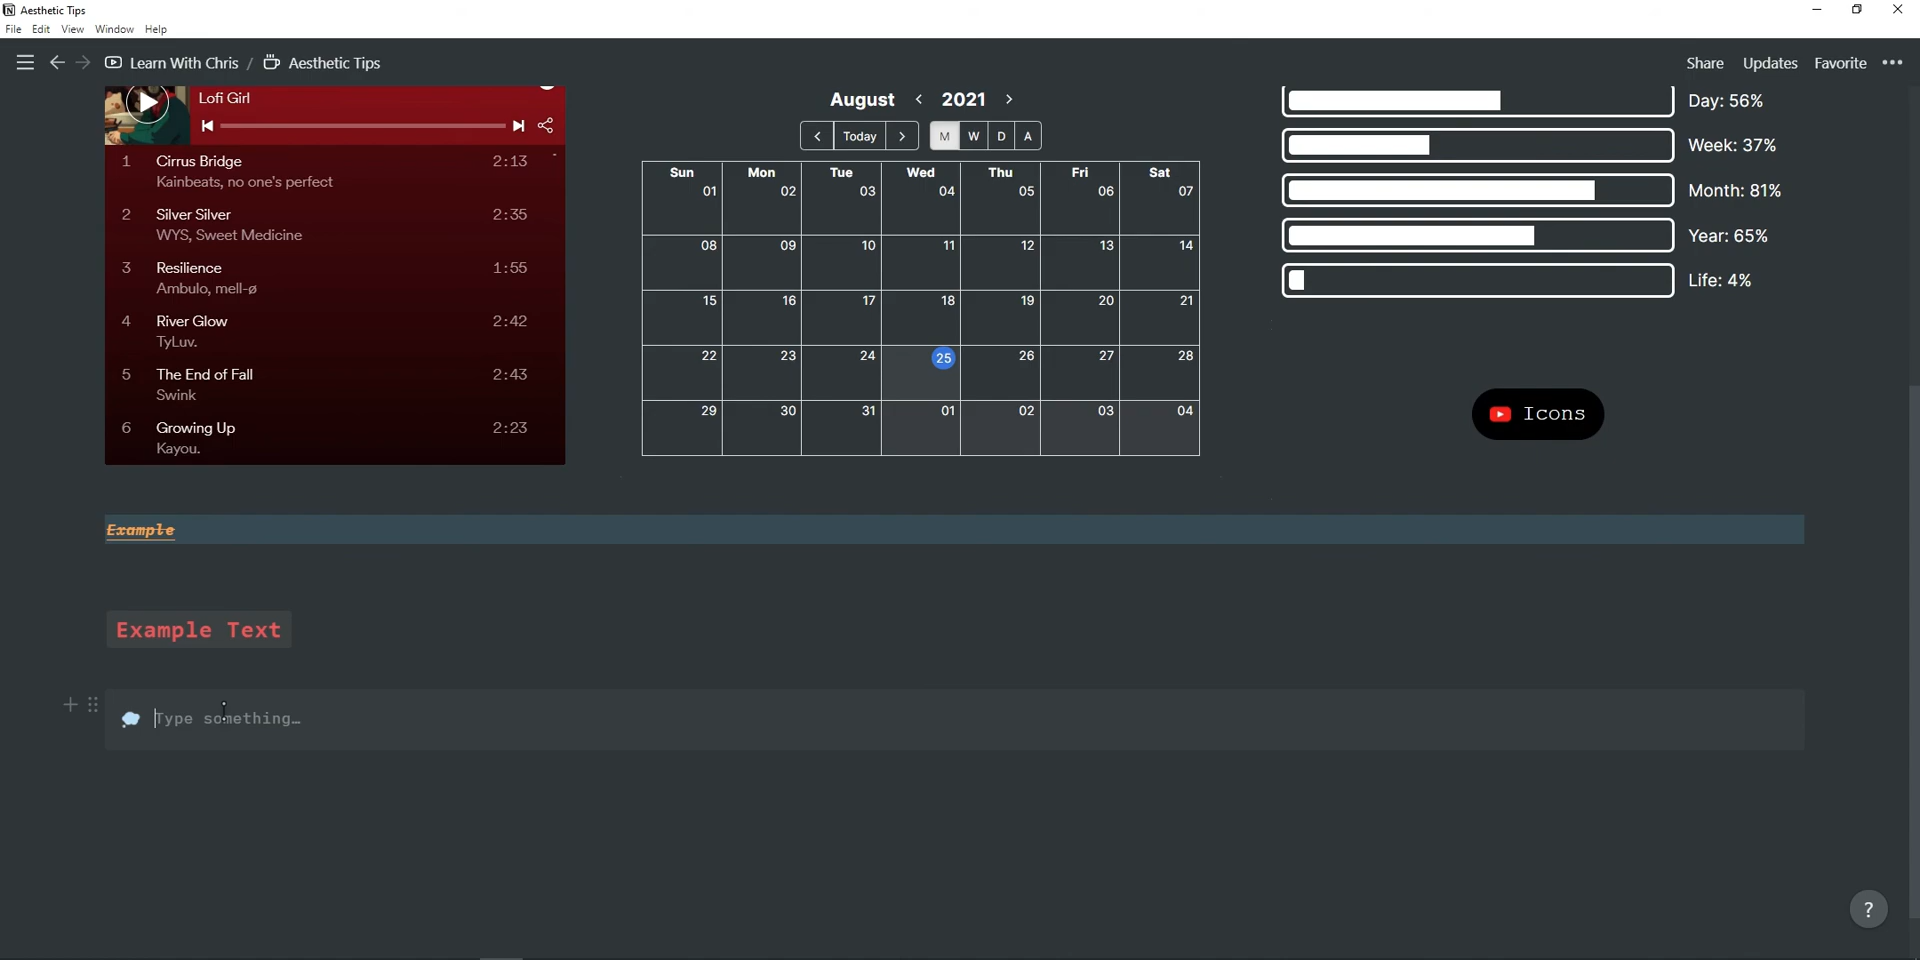 Aesthetic Tips
File Edit View Window Help
Learn With Chris / Aesthetic Tips
Share Updates Favorite
Lofi Girl
1 Cirrus Bridge 2:13
Kainbeats, no one's perfect
2 Silver Silver 2:35
WYS, Sweet Medicine
3 Resilience 1:55
Ambulo, mell-ø
4 River Glow 2:42
TyLuv.
5 The End of Fall 2:43
Swink
6 Growing Up 2:23
Kayou.
August < 2021 >
< Today > M W D A
Sun Mon Tue Wed Thu Fri Sat
01 02 03 04 05 06 07
08 09 10 11 12 13 14
15 16 17 18 19 20 21
22 23 24 25 26 27 28
29 30 31 01 02 03 04
Day: 56%
Week: 37%
Month: 81%
Year: 65%
Life: 4%
Icons
Example
Example Text
Type something…
?